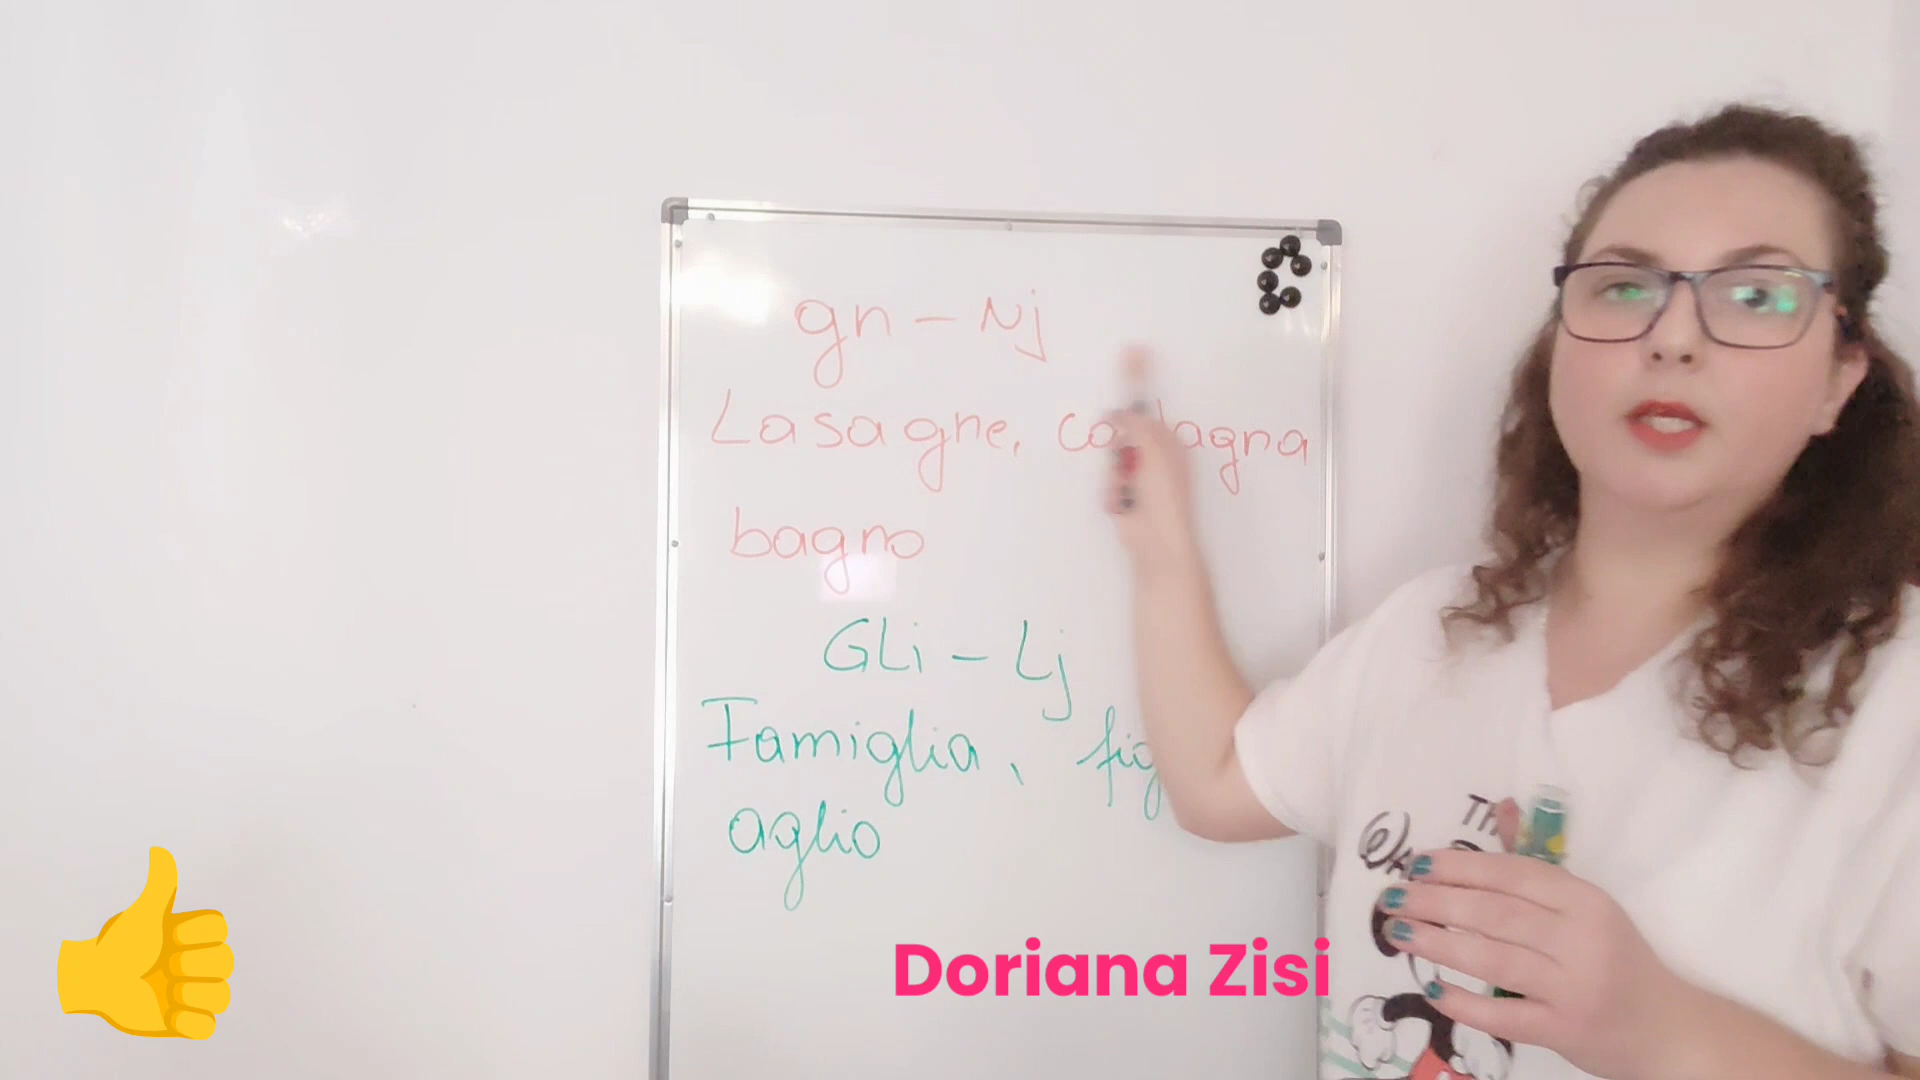 gn - Nj
Lasagne, 
bagno
GLi - Lj
Famiglia,
aglio
Doriana Zisi